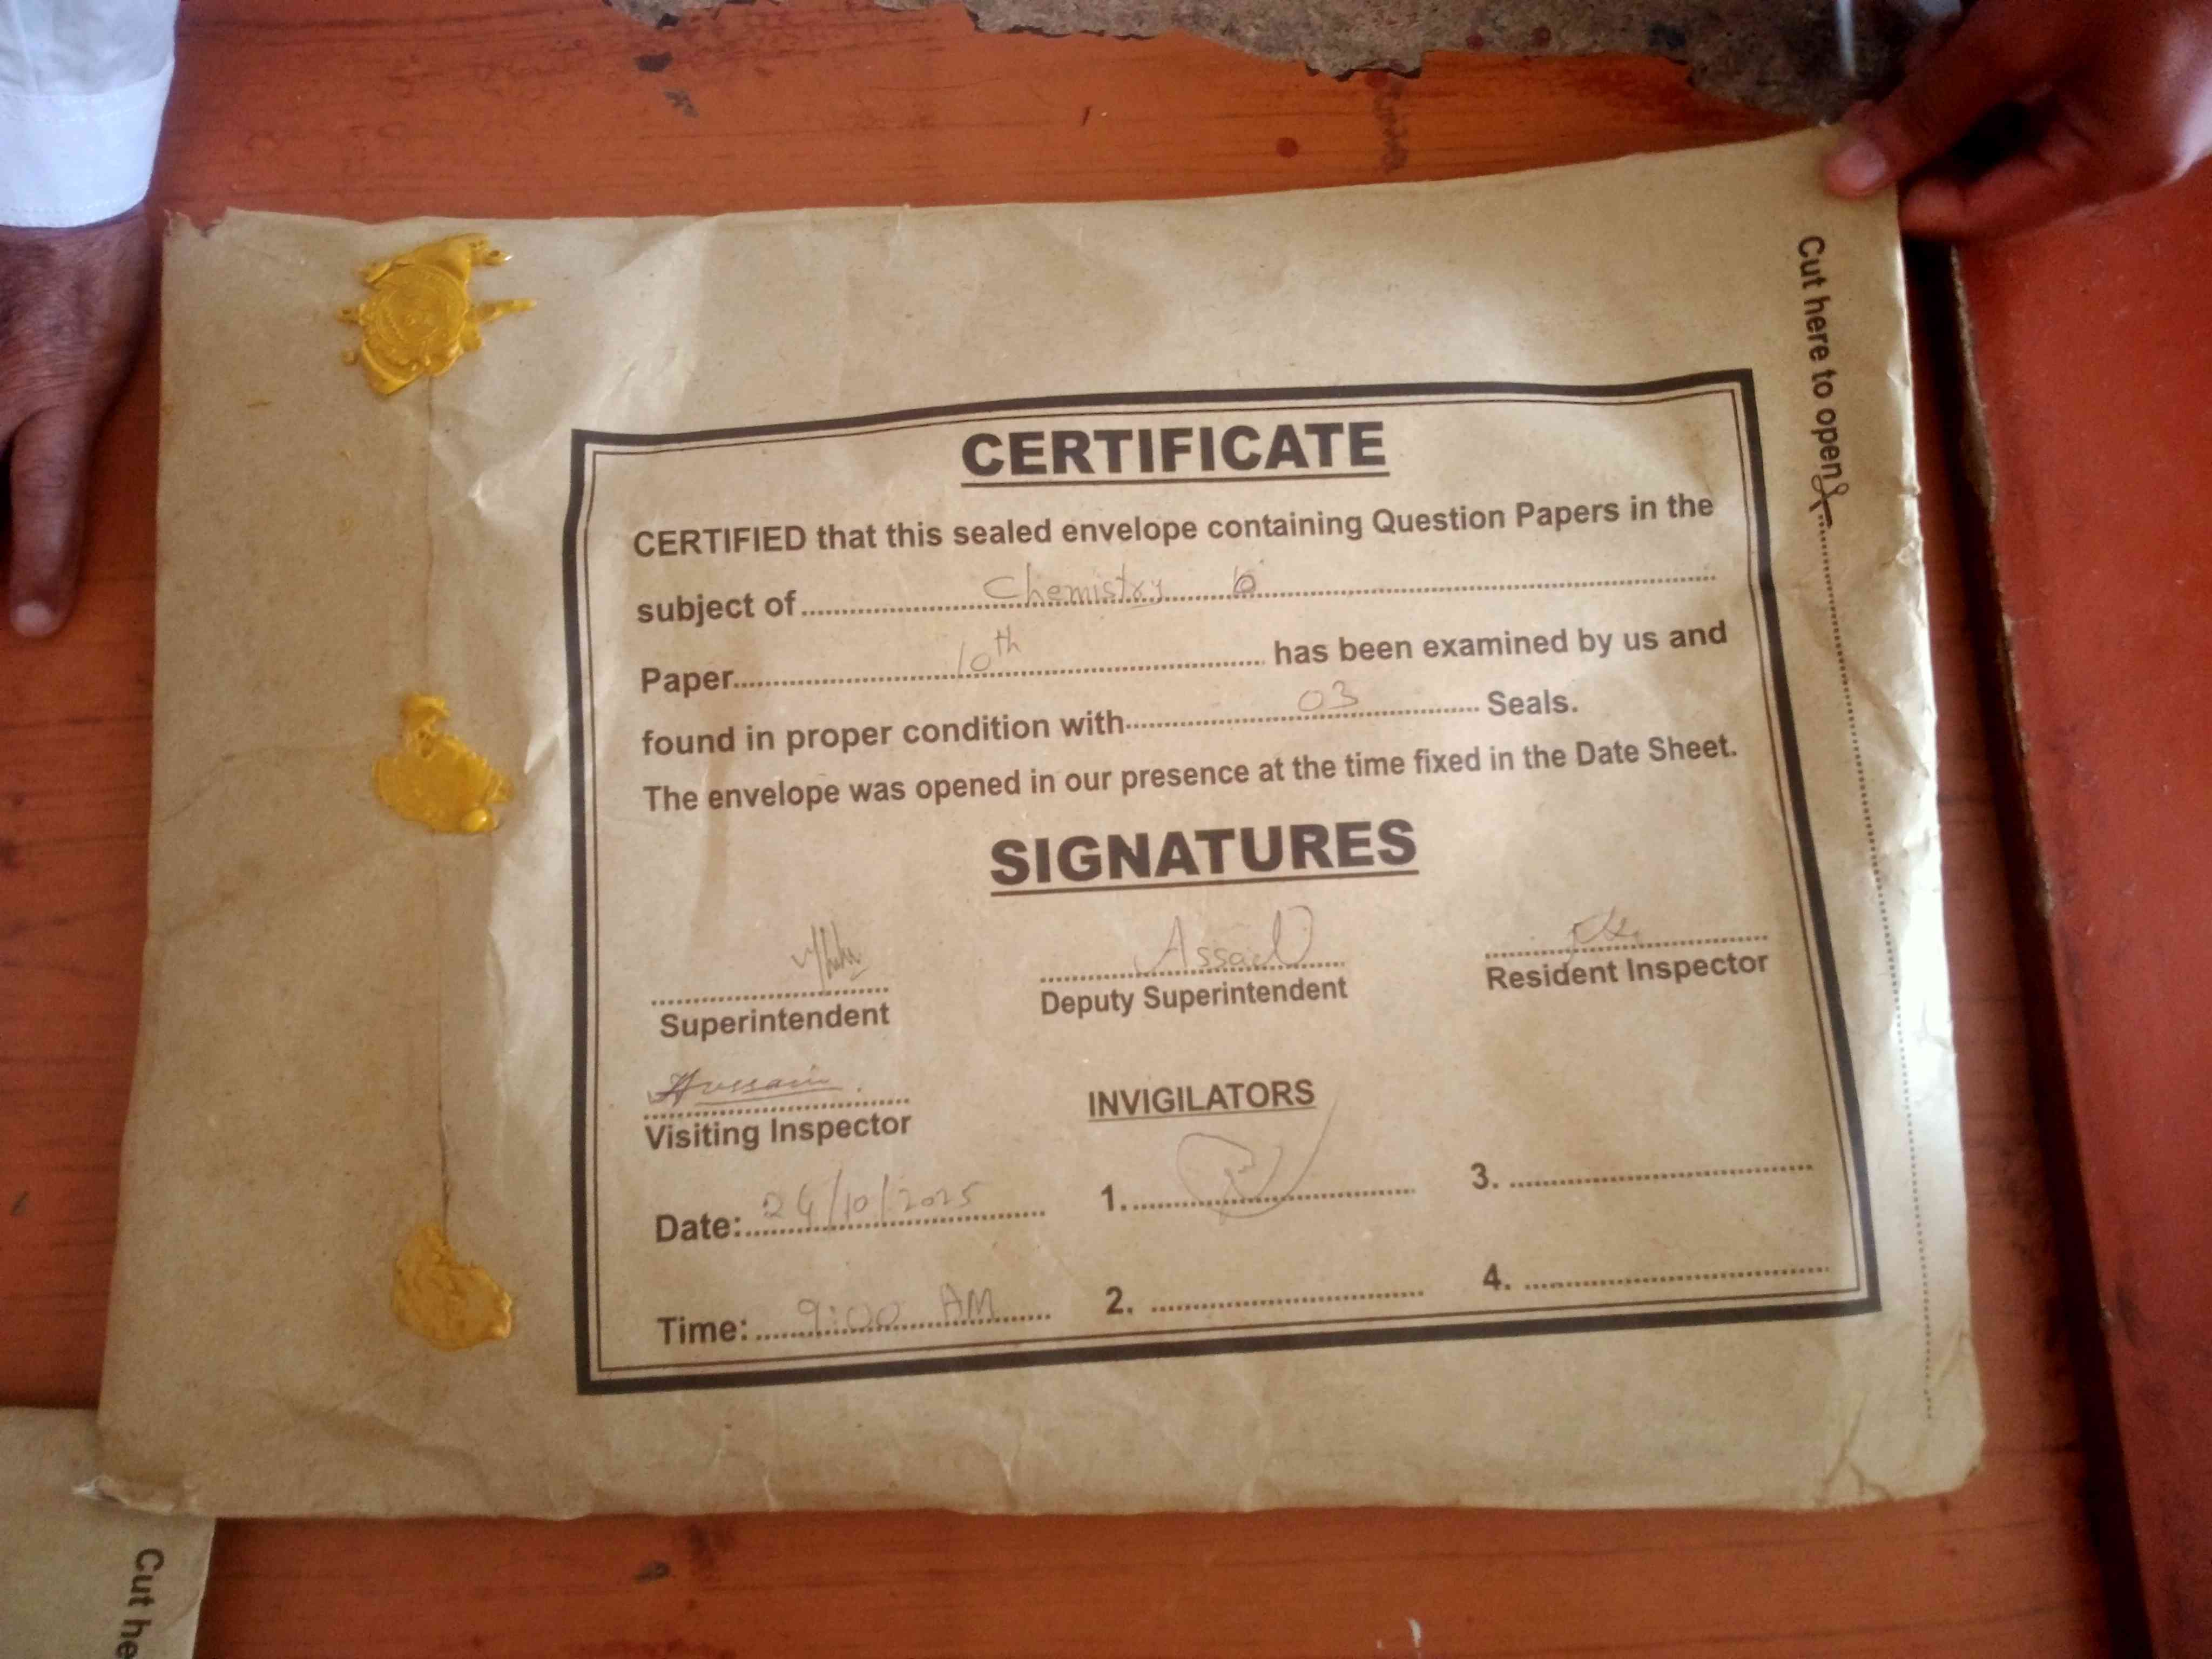 Cut here to open
CERTIFICATE
CERTIFIED that this sealed envelope containing Question Papers in the
subject of Chemistry
Paper 10th has been examined by us and
found in proper condition with 03 Seals.
The envelope was opened in our presence at the time fixed in the Date Sheet.
SIGNATURES
Assad
Superintendent Deputy Superintendent Resident Inspector
Hussain
Visiting Inspector
INVIGILATORS
Date: 24/10/2025 1. 3.
Time: 9:00 AM 2. 4.
Cut he